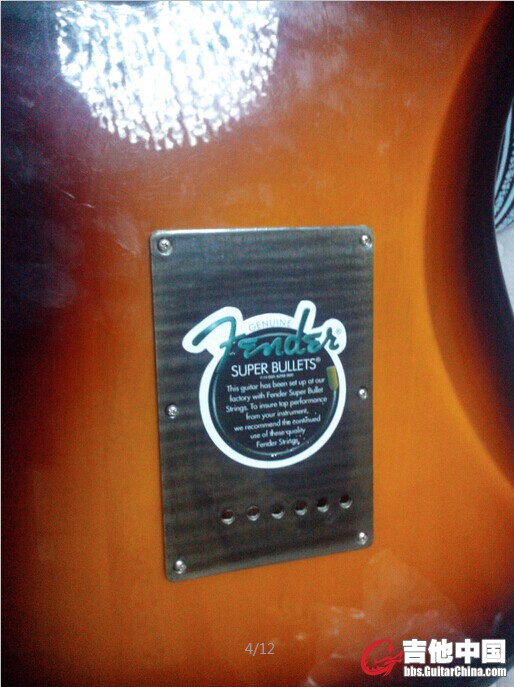 GENUINE
Fender®
SUPER BULLETS®
This guitar has been set up at our
factory with Fender Super Bullet
Strings. To insure top performance
from your instrument,
we recommend the continued
use of these quality
Fender Strings.
4/12
吉他中国
bbs.GuitarChina.com